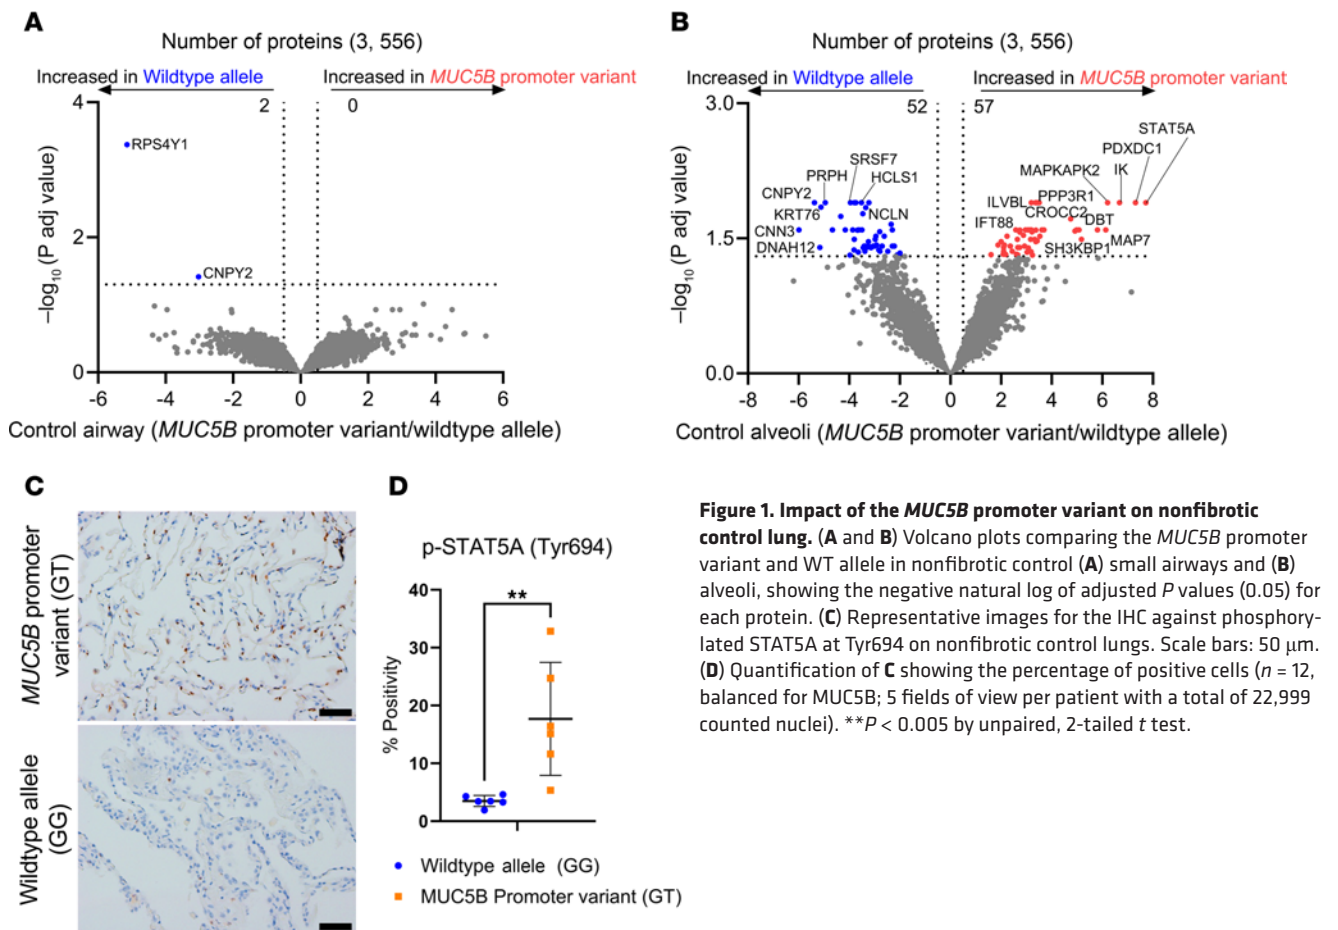 A
Number of proteins (3, 556)
Increased in Wildtype allele
Increased in MUC5B promoter variant
2
0
4
2
0
–log10 (P adj value)
RPS4Y1
CNPY2
-6
-4
-2
0
2
4
6
Control airway (MUC5B promoter variant/wildtype allele)
B
Number of proteins (3, 556)
Increased in Wildtype allele
Increased in MUC5B promoter variant
52
57
3.0
1.5
0.0
–log10 (P adj value)
STAT5A
PDXDC1
SRSF7
MAPKAPK2
IK
PRPH
HCLS1
CNPY2
ILVBL
PPP3R1
KRT76
NCLN
CROCC2
IFT88
DBT
CNN3
DNAH12
SH3KBP1
MAP7
-8
-6
-4
-2
0
2
4
6
8
Control alveoli (MUC5B promoter variant/wildtype allele)
C
MUC5B promoter
variant (GT)
Wildtype allele
(GG)
D
p-STAT5A (Tyr694)
**
40
30
20
10
0
% Positivity
Wildtype allele (GG)
MUC5B Promoter variant (GT)
Figure 1. Impact of the MUC5B promoter variant on nonfibrotic
control lung. (A and B) Volcano plots comparing the MUC5B promoter
variant and WT allele in nonfibrotic control (A) small airways and (B)
alveoli, showing the negative natural log of adjusted P values (0.05) for
each protein. (C) Representative images for the IHC against phosphory-
lated STAT5A at Tyr694 on nonfibrotic control lungs. Scale bars: 50 μm.
(D) Quantification of C showing the percentage of positive cells (n = 12,
balanced for MUC5B; 5 fields of view per patient with a total of 22,999
counted nuclei). **P < 0.005 by unpaired, 2-tailed t test.